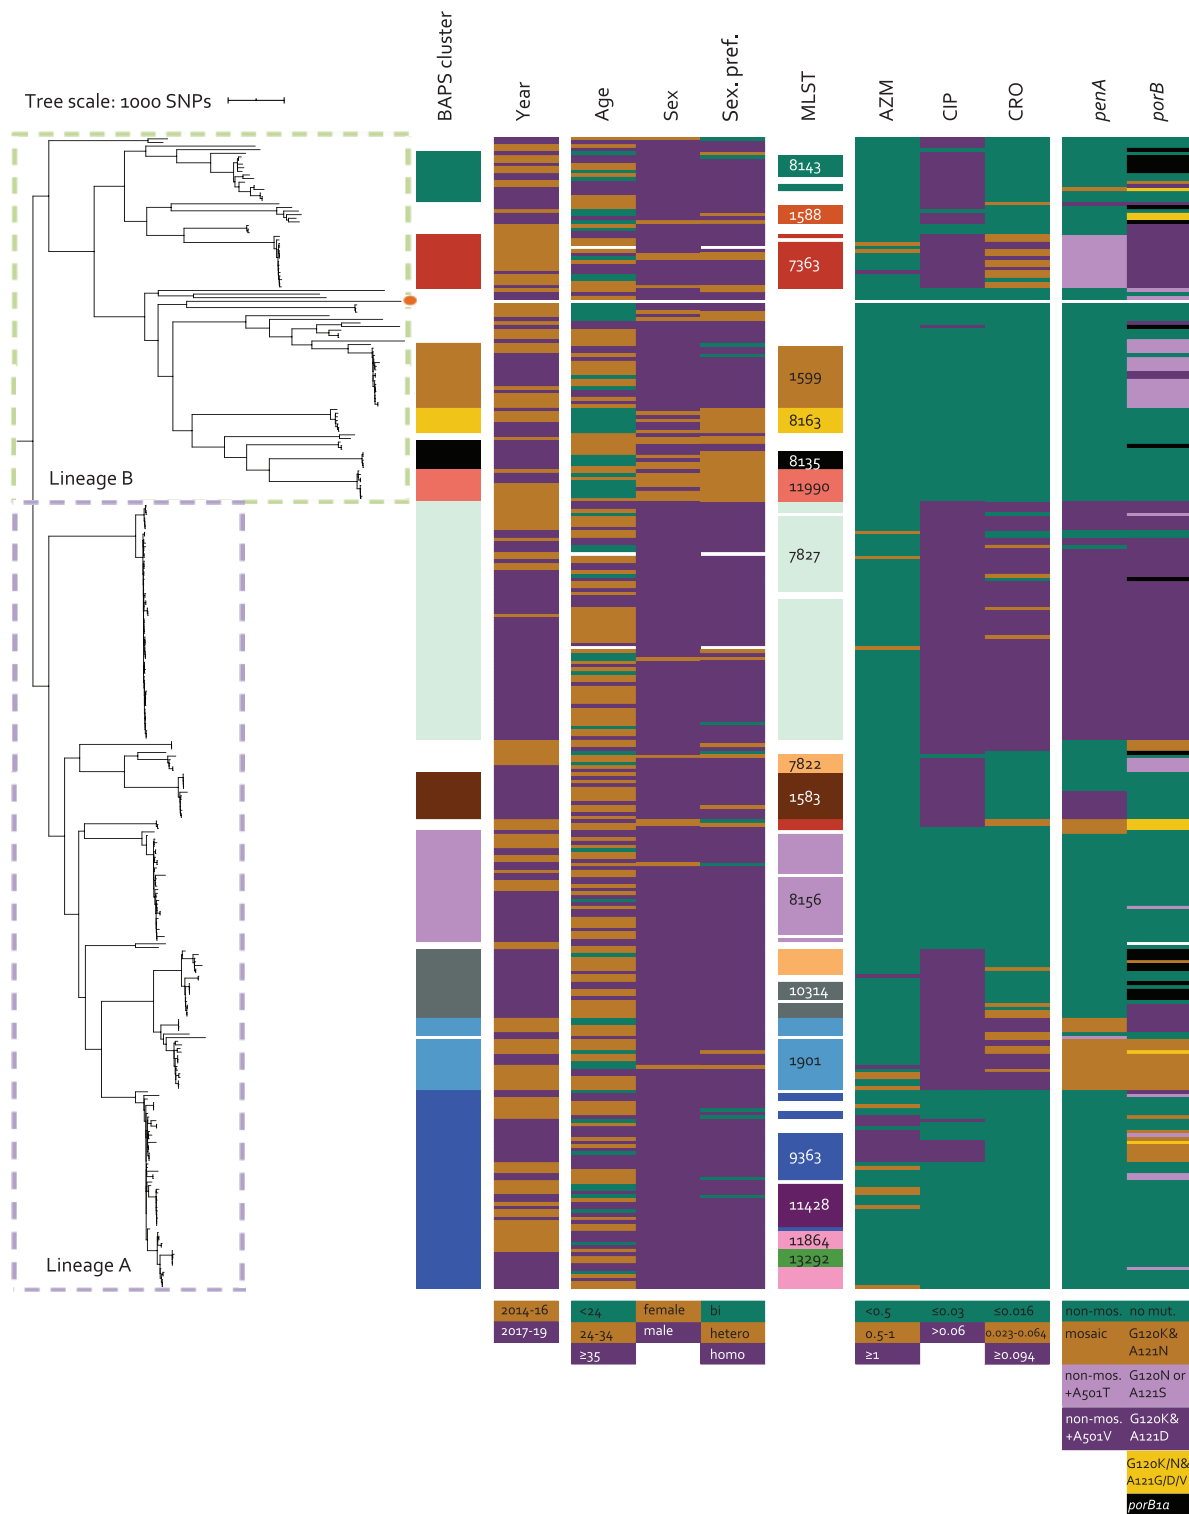 Tree scale: 1000 SNPs
BAPS cluster
Year
Age
Sex
Sex. pref.
MLST
AZM
CIP
CRO
penA
porB
8143
1588
7363
1599
8163
8135
Lineage B
11990
7827
7822
1583
8156
10314
1901
9363
11428
11864
Lineage A
13292
2014-16 <24 female bi <0.5 ≤0.03 ≤0.016 non-mos. no mut.
2017-19 24-34 male hetero 0.5-1 >0.06 0.023-0.064 mosaic G120K&
A121N
≥35 homo ≥1 ≥0.094
non-mos. G120N or
+A501T A121S
non-mos. G120K&
+A501V A121D
G120K/N&
A121G/D/V
porB1a